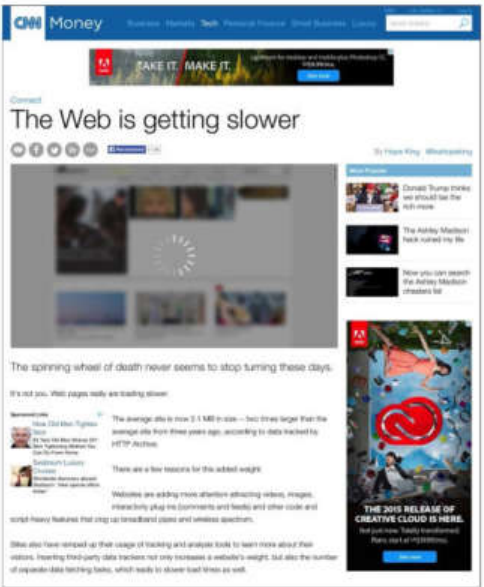 CNN Money
Business Markets Tech Personal Finance Small Business Luxury
TAKE IT. MAKE IT.
Connect
The Web is getting slower
By Hope King
Most Popular
Donald Trump thinks
we should tax the
rich more
The Ashley Madison
hack ruined my life
Now you can search
the Ashley Madison
cheaters list
The spinning wheel of death never seems to stop turning these days.
It's not you. Web pages really are loading slower.
Sponsored Links
The average site is now 2.1 MB in size -- two times larger than the
average site from three years ago, according to data tracked by
HTTP Archive.
There are a few reasons for this added weight.
Websites are adding more attention attracting videos, images,
interactivity plug ins (comments and feeds) and other code and
script-heavy features that clog up broadband pipes and wireless spectrum.
Sites also have ramped up their usage of tracking and analysis tools to learn more about their
visitors. Inserting third-party data trackers not only increases a website's weight, but also the number
of separate data fetching tasks, which leads to slower load times as well.
THE 2015 RELEASE OF
CREATIVE CLOUD IS HERE.
Not just new. Totally transformed.